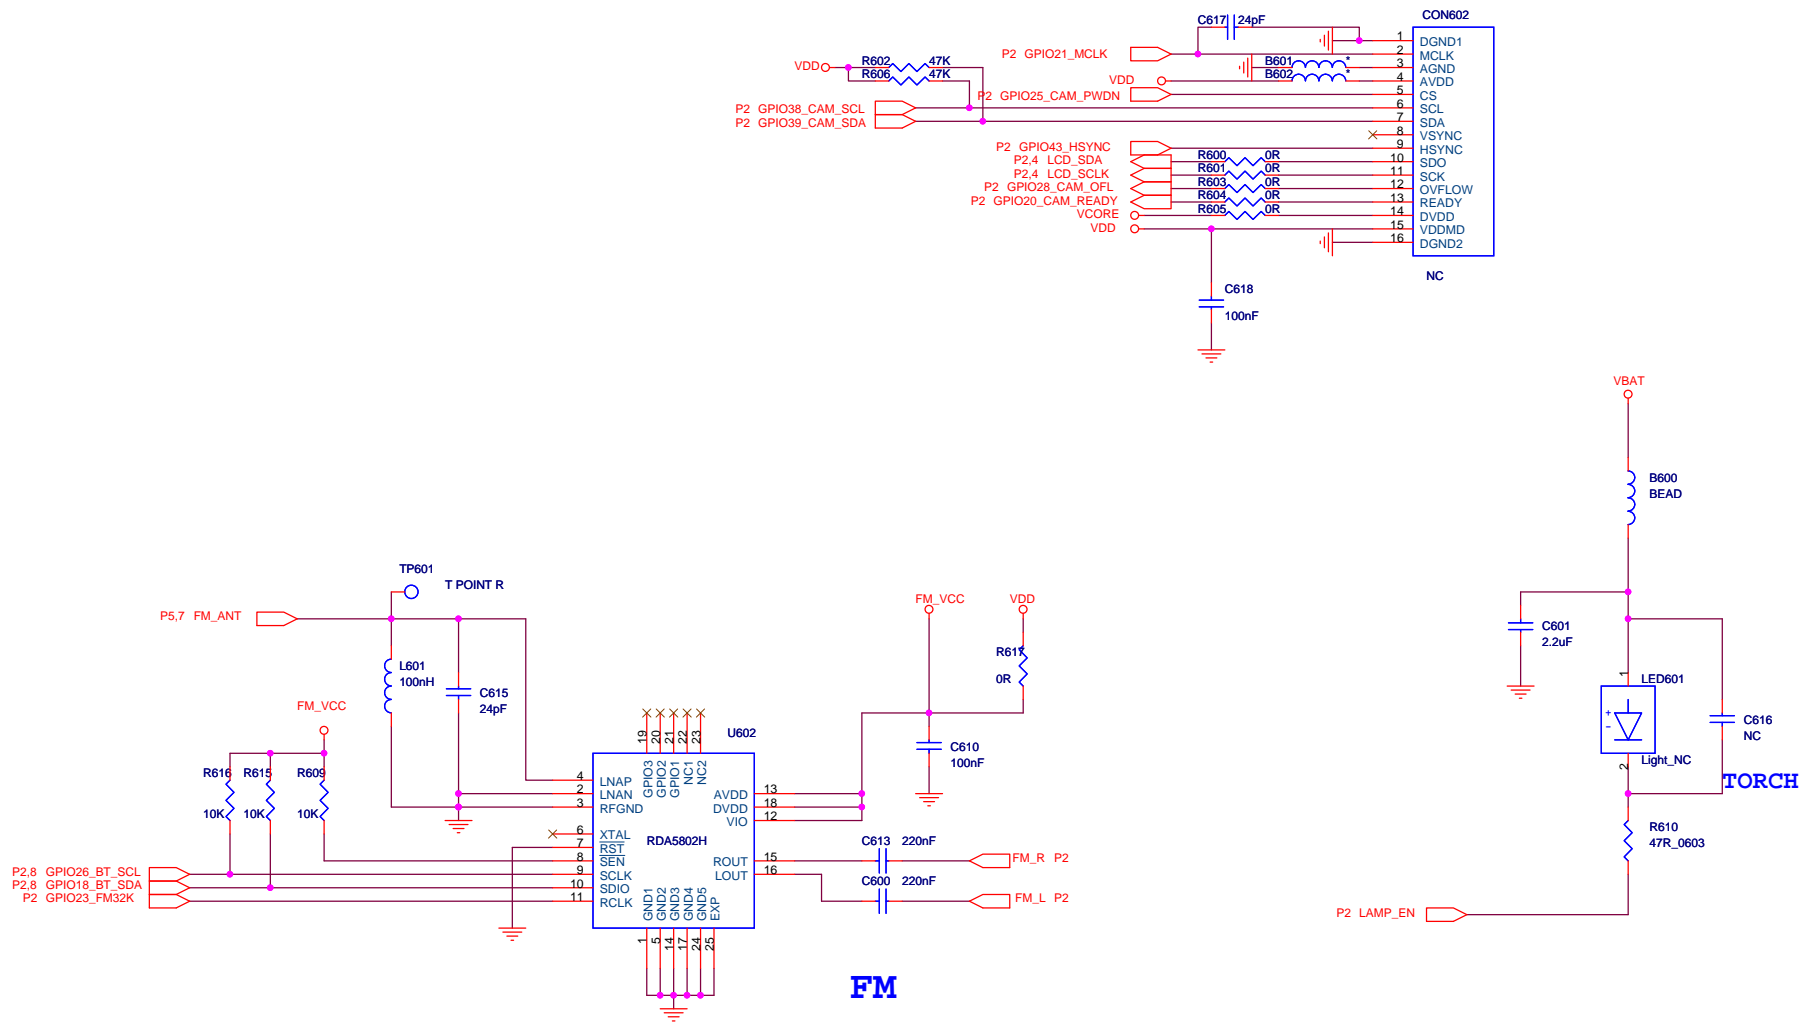 CON602
C617 24pF
P2 GPIO21_MCLK
1 DGND1
2 MCLK
VDD R602 47K
B601 *
3 AGND
R606 47K
VDD B602 *
4 AVDD
P2 GPIO25_CAM_PWDN
5 CS
P2 GPIO38_CAM_SCL
6 SCL
P2 GPIO39_CAM_SDA
7 SDA
8 VSYNC
P2 GPIO43_HSYNC
9 HSYNC
P2,4 LCD_SDA R600 0R 10 SDO
P2,4 LCD_SCLK R601 0R 11 SCK
P2 GPIO28_CAM_OFL R603 0R 12 OVFLOW
P2 GPIO20_CAM_READY R604 0R 13 READY
VCORE R605 0R 14 DVDD
VDD 15 VDDMD
16 DGND2
NC
C618
100nF
VBAT
B600
BEAD
TP601
T POINT R
P5,7 FM_ANT
FM_VCC VDD
C601
2.2uF
R617
0R
L601
100nH
C615
24pF
LED601
1
+
-
C616
NC
2
Light_NC
TORCH
FM_VCC
U602
19 20 21 22 23
GPIO3 GPIO2 GPIO1 NC1 NC2
C610
100nF
R616 R615 R609
10K 10K 10K
4 LNAP
2 LNAN
3 RFGND
6 XTAL
7 RST
8 SEN
9 SCLK
10 SDIO
11 RCLK
AVDD 13
DVDD 18
VIO 12
RDA5802H
ROUT 15
LOUT 16
C613 220nF
FM_R P2
C600 220nF
FM_L P2
R610
47R_0603
P2,8 GPIO26_BT_SCL
P2,8 GPIO18_BT_SDA
P2 GPIO23_FM32K
GND1 GND2 GND3 GND4 GND5 EXP
1 5 14 17 24 25
P2 LAMP_EN
FM